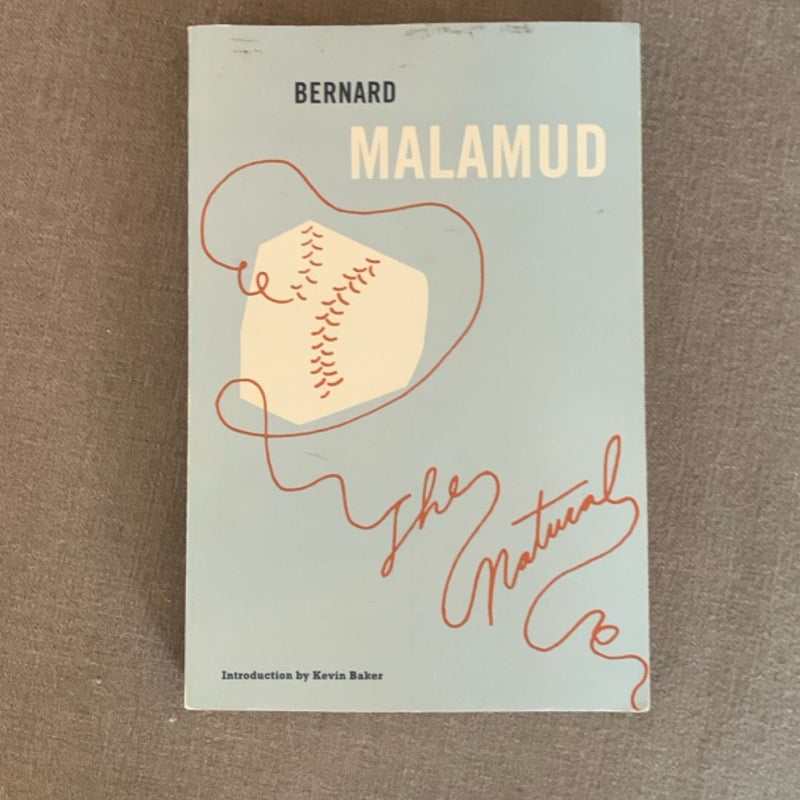 BERNARD
MALAMUD
The
Natural
Introduction by Kevin Baker